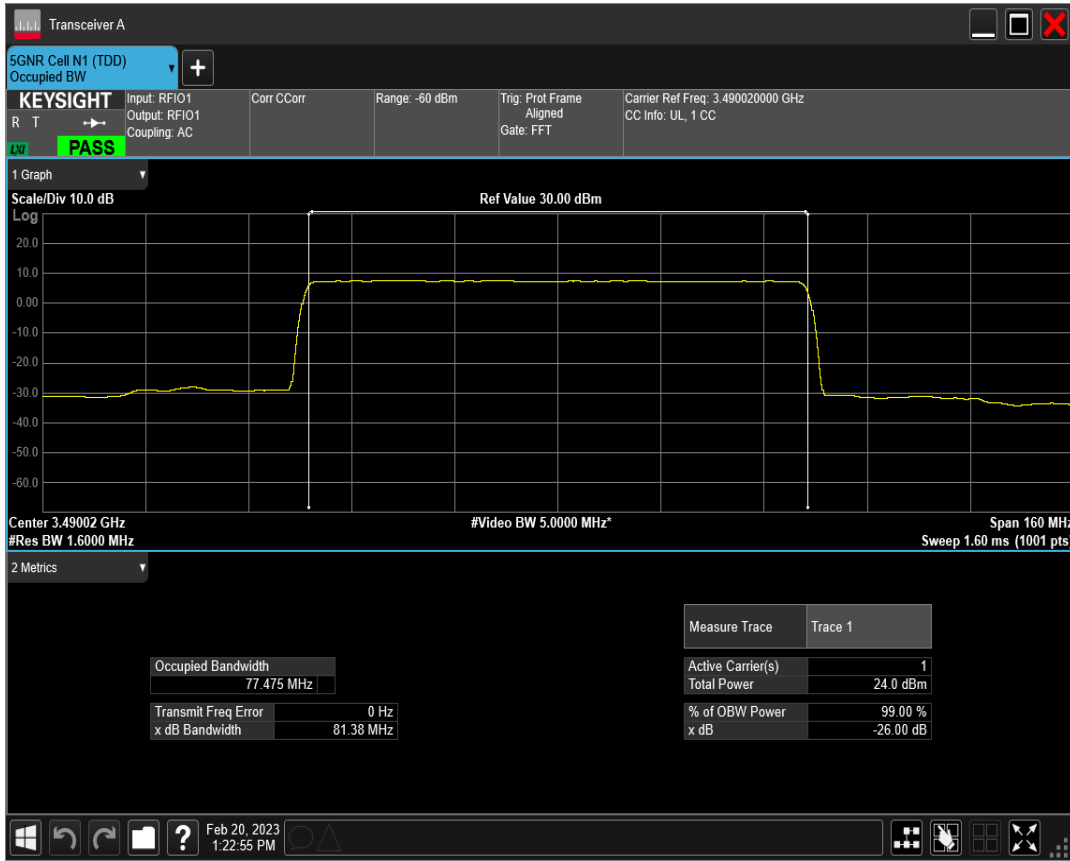 Transceiver A
5GNR Cell N1 (TDD)
Occupied BW
+
KEYSIGHT
R T
LXI
PASS
Input: RFIO1
Output: RFIO1
Coupling: AC
Corr CCorr
Range: -60 dBm
Trig: Prot Frame
Aligned
Gate: FFT
Carrier Ref Freq: 3.490020000 GHz
CC Info: UL, 1 CC
1 Graph
Scale/Div 10.0 dB
Ref Value 30.00 dBm
Log
20.0
10.0
0.00
-10.0
-20.0
-30.0
-40.0
-50.0
-60.0
Center 3.49002 GHz
#Video BW 5.0000 MHz*
Span 160 MHz
#Res BW 1.6000 MHz
Sweep 1.60 ms (1001 pts)
2 Metrics
Measure Trace Trace 1
Occupied Bandwidth
77.475 MHz
Active Carrier(s) 1
Total Power 24.0 dBm
Transmit Freq Error 0 Hz
x dB Bandwidth 81.38 MHz
% of OBW Power 99.00 %
x dB -26.00 dB
?
Feb 20, 2023
1:22:55 PM